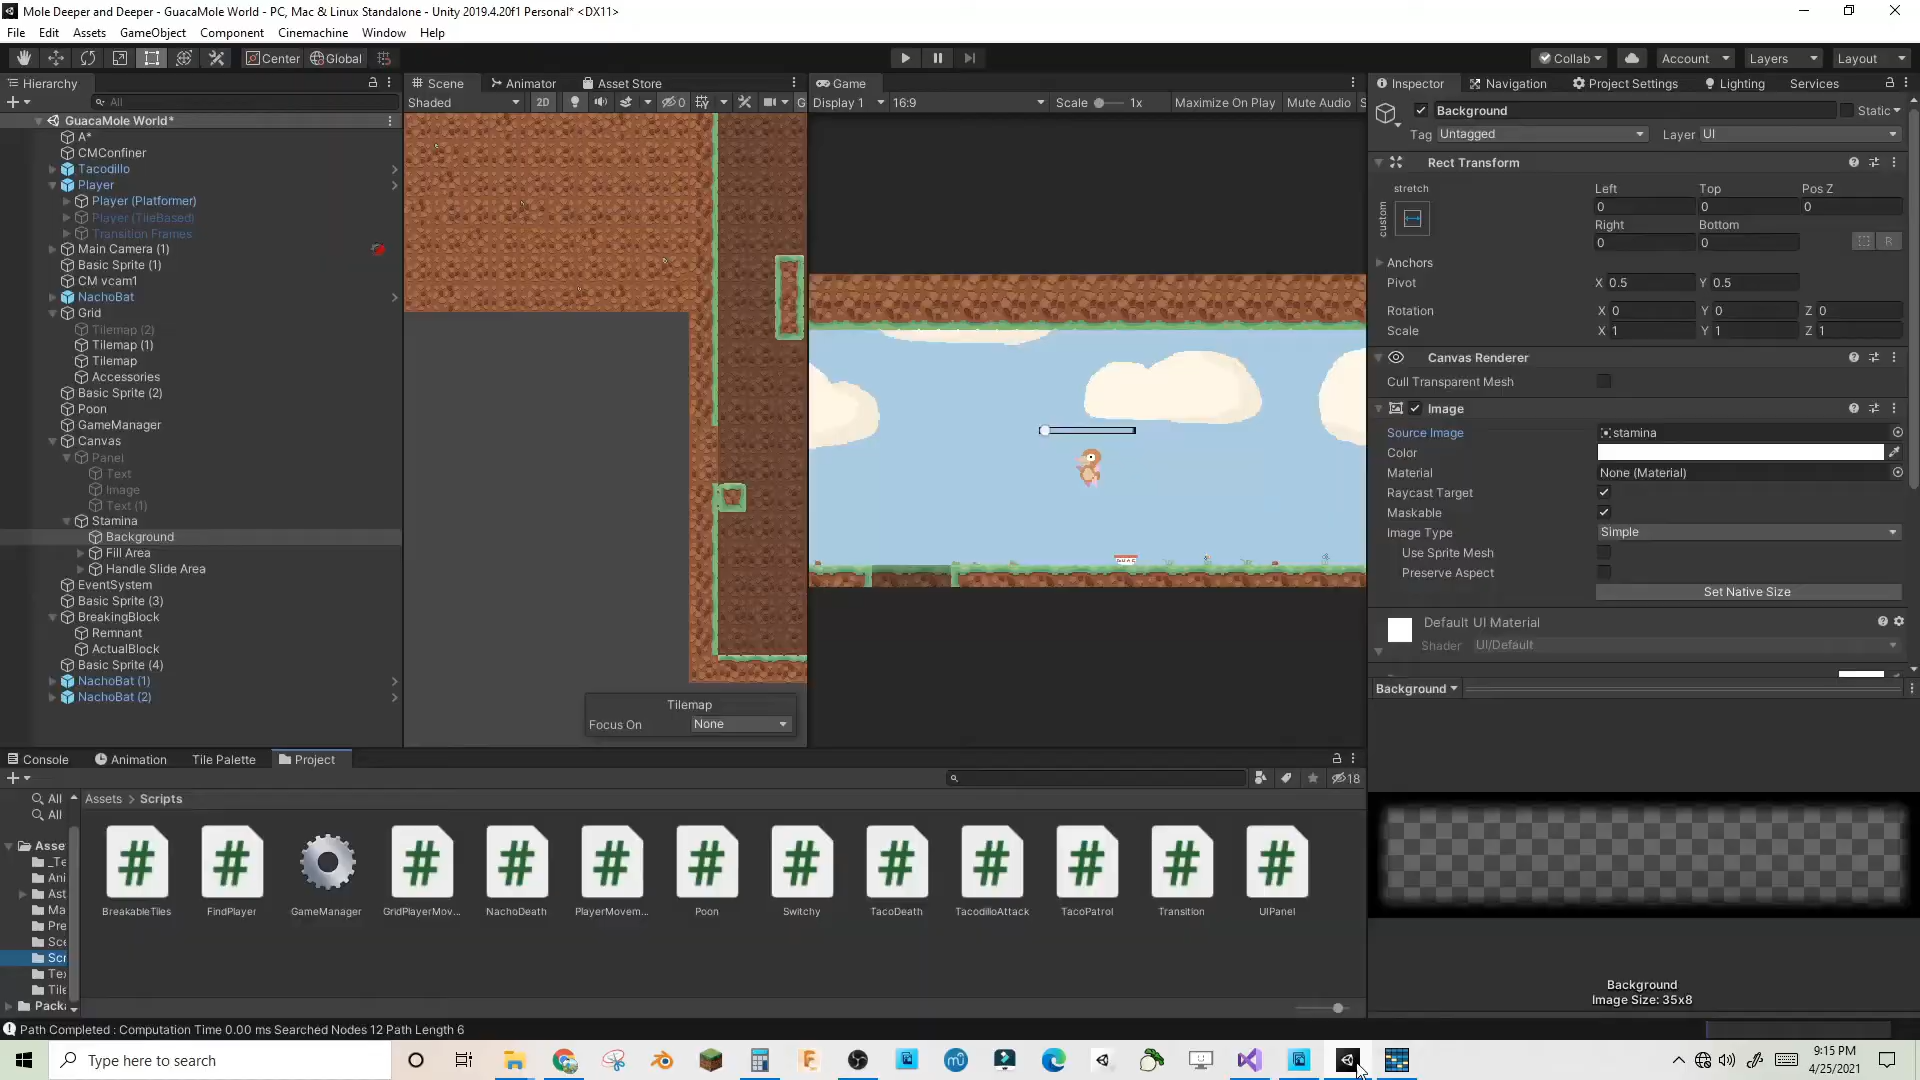 Mole Deeper and Deeper - GuacaMole World - PC, Mac & Linux Standalone - Unity 2019.4.20f1 Personal* <DX11>
File Edit Assets GameObject Component Cinemachine Window Help
Center Global
Collab Account Layers Layout
Hierarchy
All
GuacaMole World*
A*
CMConfiner
Tacodillo
Player
Player (Platformer)
Player (TileBased)
Transition Frames
Main Camera (1)
Basic Sprite (1)
CM vcam1
NachoBat
Grid
Tilemap (2)
Tilemap (1)
Tilemap
Accessories
Basic Sprite (2)
Poon
GameManager
Canvas
Panel
Text
Image
Text (1)
Stamina
Background
Fill Area
Handle Slide Area
EventSystem
Basic Sprite (3)
BreakingBlock
Remnant
ActualBlock
Basic Sprite (4)
NachoBat (1)
NachoBat (2)
Scene Animator Asset Store
Shaded 2D 0 G
Tilemap
Focus On None
Game
Display 1 16:9 Scale 1x Maximize On Play Mute Audio S
Inspector Navigation Project Settings Lighting Services
Background Static
Tag Untagged Layer UI
Rect Transform
stretch Left Top Pos Z
custom 0 0 0
Right Bottom
0 0 R
Anchors
Pivot X 0.5 Y 0.5
Rotation X 0 Y 0 Z 0
Scale X 1 Y 1 Z 1
Canvas Renderer
Cull Transparent Mesh
Image
Source Image stamina
Color
Material None (Material)
Raycast Target
Maskable
Image Type Simple
Use Sprite Mesh
Preserve Aspect
Set Native Size
Default UI Material
Shader UI/Default
Background
Background
Image Size: 35x8
Console Animation Tile Palette Project
18
All
All
Asse
_Te
Ani
Ast
Ma
Pre
Sce
Scr
Tex
Tile
Packa
Assets > Scripts
BreakableTiles FindPlayer GameManager GridPlayerMov... NachoDeath PlayerMovem... Poon Switchy TacoDeath TacodilloAttack TacoPatrol Transition UIPanel
Path Completed : Computation Time 0.00 ms Searched Nodes 12 Path Length 6
Type here to search
9:15 PM
4/25/2021